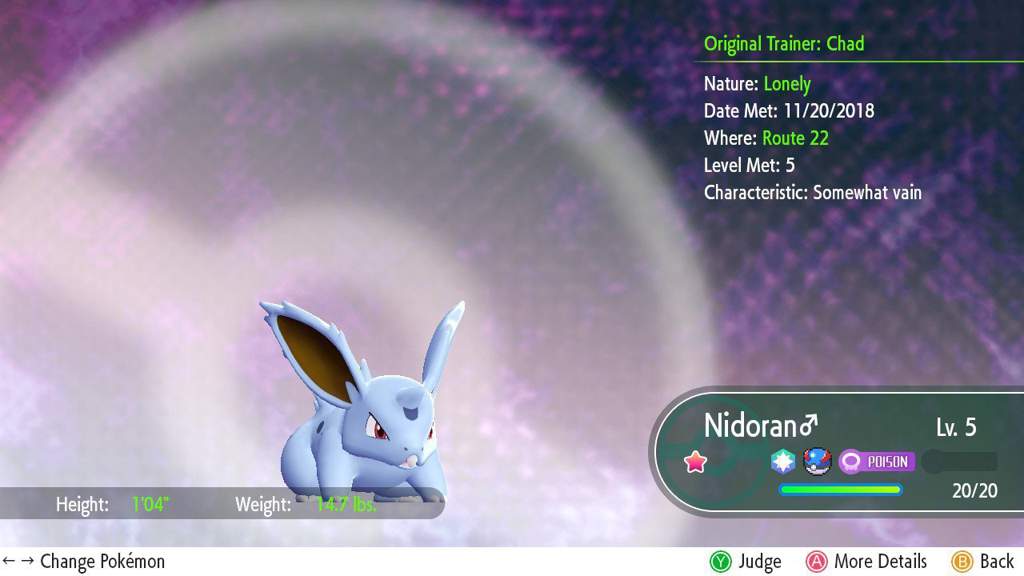 Original Trainer: Chad
Nature: Lonely
Date Met: 11/20/2018
Where: Route 22
Level Met: 5
Characteristic: Somewhat vain
Nidoran♂ Lv. 5
POISON
20/20
Height: 1'04" Weight: 14.7 lbs.
←→ Change Pokémon Y Judge A More Details B Back